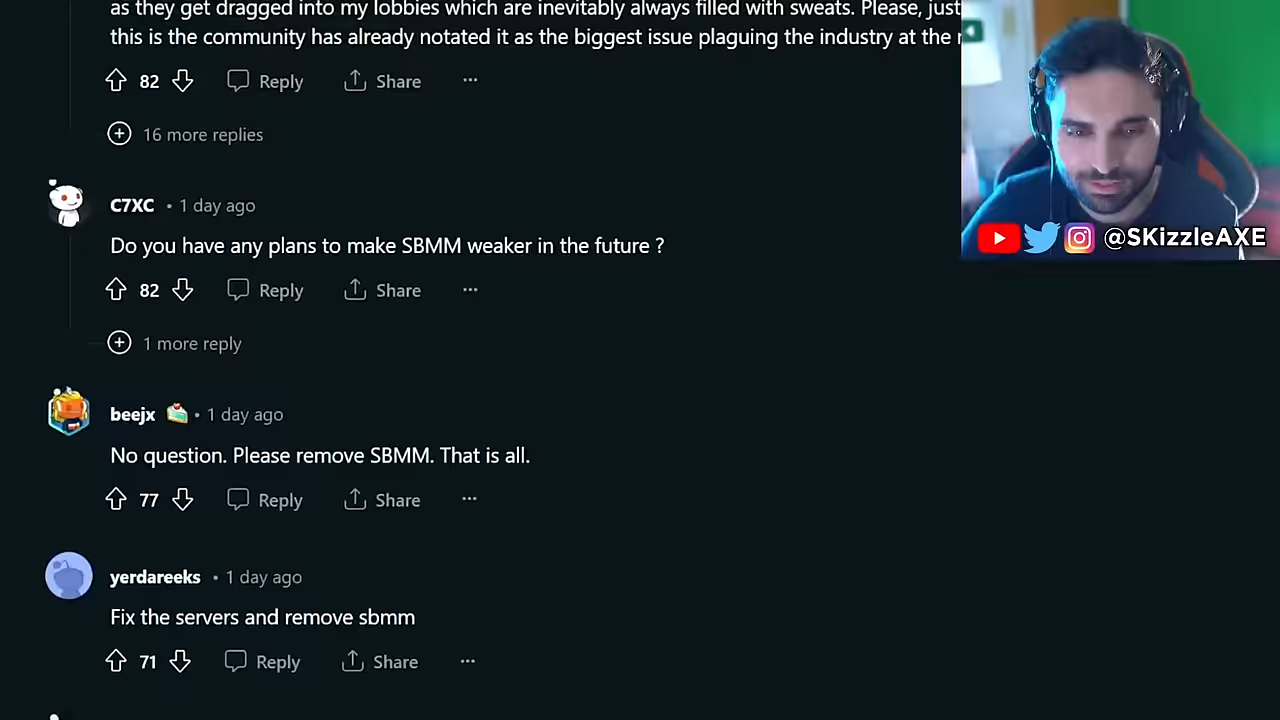 as they get dragged into my lobbies which are inevitably always filled with sweats. Please, just
this is the community has already notated it as the biggest issue plaguing the industry at the
82 Reply Share ...
16 more replies
C7XC • 1 day ago
Do you have any plans to make SBMM weaker in the future ?
82 Reply Share ...
1 more reply
beejx • 1 day ago
No question. Please remove SBMM. That is all.
77 Reply Share ...
yerdareeks • 1 day ago
Fix the servers and remove sbmm
71 Reply Share ...
@SKizzleAXE